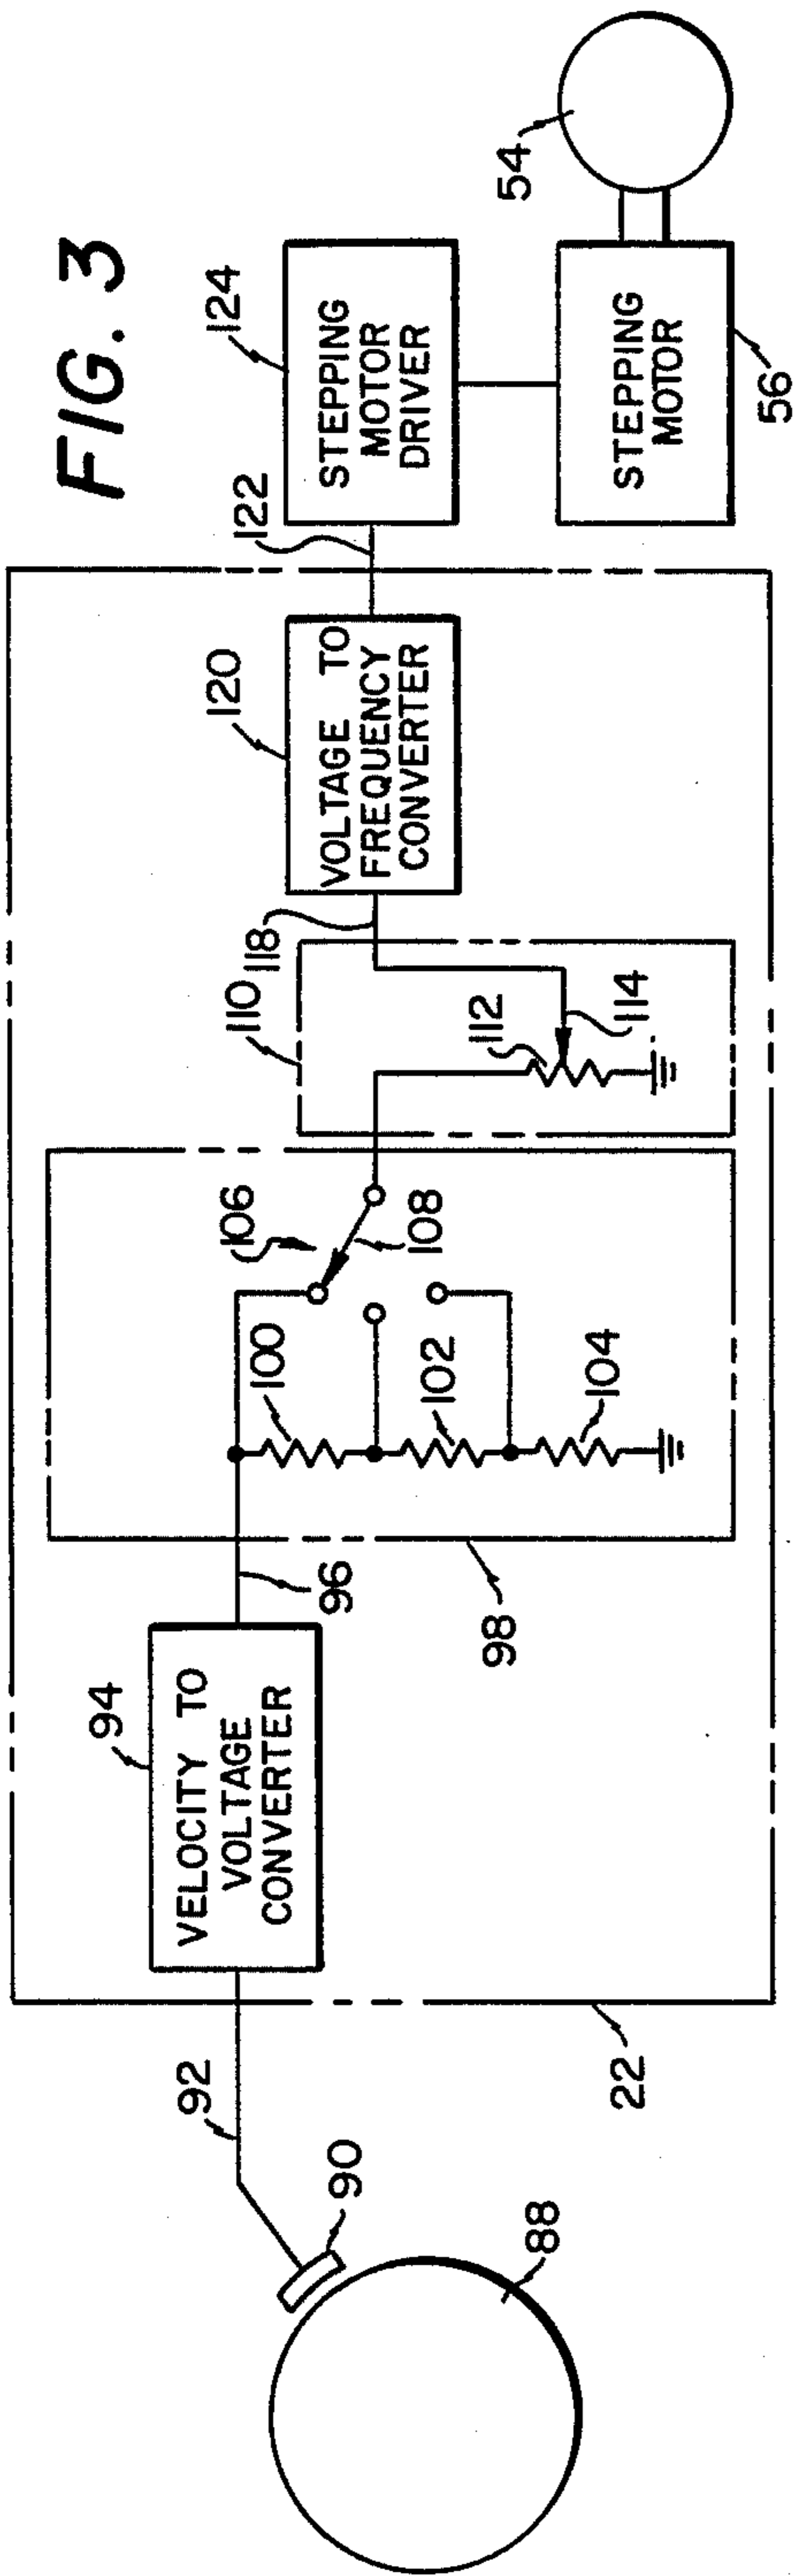 FIG. 3
88
90
92
22
94
VELOCITY TO
VOLTAGE
CONVERTER
96
98
100
102
104
106
108
110
112
114
118
120
VOLTAGE TO
FREQUENCY
CONVERTER
122
124
STEPPING
MOTOR
DRIVER
STEPPING
MOTOR
56
54